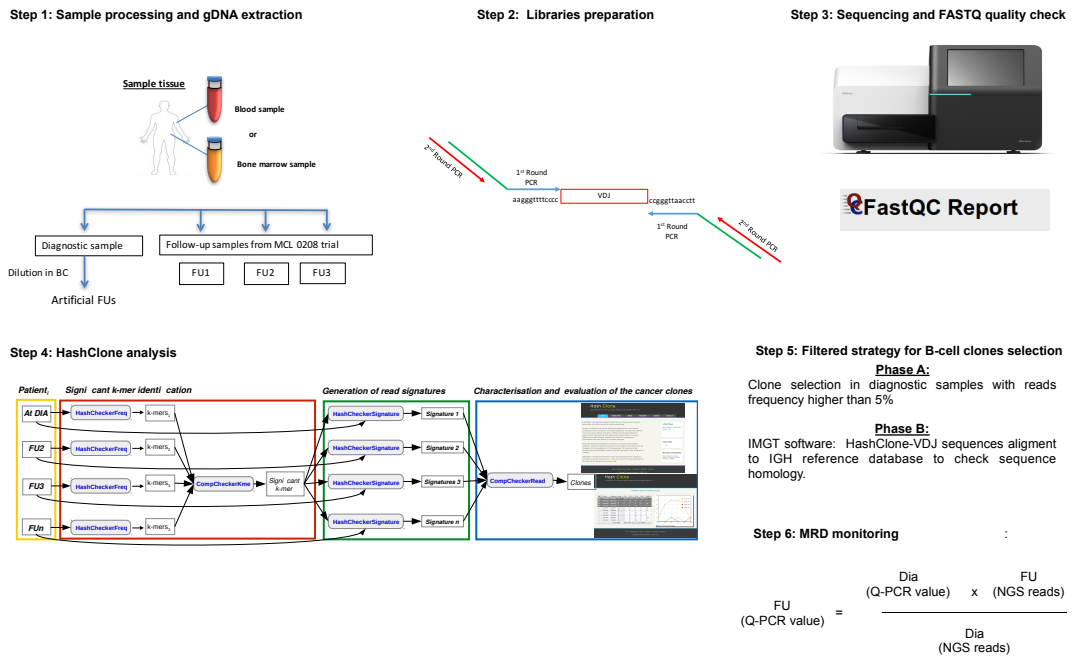 Step 1: Sample processing and gDNA extraction
Sample tissue
Blood sample
or
Bone marrow sample
Diagnostic sample
Follow-up samples from MCL 0208 trial
Dilution in BC
FU1
FU2
FU3
Artificial FUs
Step 2: Libraries preparation
2nd Round PCR
1st Round
PCR
aagggttttcccc
VDJ
ccgggttaacctt
1st Round
PCR
2nd Round PCR
Step 3: Sequencing and FASTQ quality check
FastQC Report
Step 4: HashClone analysis
Patient,
Signi cant k-mer identi cation
Generation of read signatures
Characterisation and evaluation of the cancer clones
At DIA
HashCheckerFreq
k-mers1
HashCheckerSignature
Signature 1
FU2
HashCheckerFreq
HashCheckerSignature
Signature 2
FU3
HashCheckerFreq
CompCheckerKme
Signi cant
k-mer
HashCheckerSignature
Signatures 3
CompCheckerRead
Clones
FUn
HashCheckerFreq
HashCheckerSignature
Signature n
Hash Clone
Hash Clone
Step 5: Filtered strategy for B-cell clones selection
Phase A:
Clone selection in diagnostic samples with reads
frequency higher than 5%
Phase B:
IMGT software: HashClone-VDJ sequences aligment
to IGH reference database to check sequence
homology.
Step 6: MRD monitoring :
Dia FU
(Q-PCR value) x (NGS reads)
FU
(Q-PCR value) =
Dia
(NGS reads)